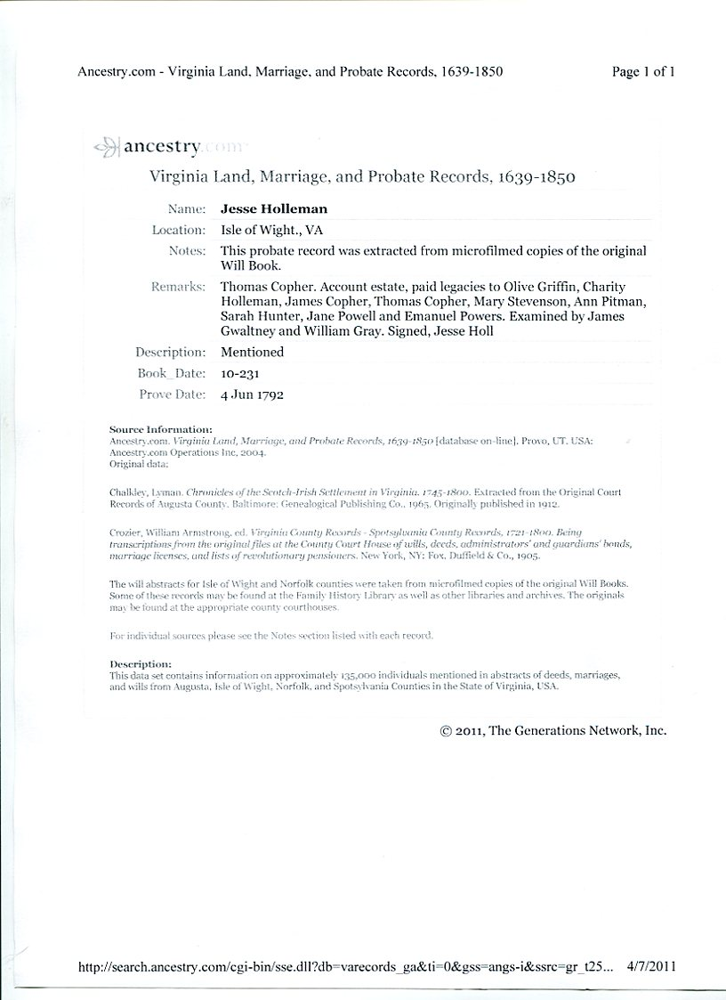 Ancestry.com - Virginia Land, Marriage, and Probate Records, 1639-1850 Page 1 of 1
ancestry.com
Virginia Land, Marriage, and Probate Records, 1639-1850
Name: Jesse Holleman
Location: Isle of Wight., VA
Notes: This probate record was extracted from microfilmed copies of the original
Will Book.
Remarks: Thomas Copher. Account estate, paid legacies to Olive Griffin, Charity
Holleman, James Copher, Thomas Copher, Mary Stevenson, Ann Pitman,
Sarah Hunter, Jane Powell and Emanuel Powers. Examined by James
Gwaltney and William Gray. Signed, Jesse Holl
Description: Mentioned
Book_Date: 10-231
Prove Date: 4 Jun 1792
Source Information:
Ancestry.com. Virginia Land, Marriage, and Probate Records, 1639-1850 [database on-line]. Provo, UT, USA:
Ancestry.com Operations Inc, 2004.
Original data:
Chalkley, Lyman. Chronicles of the Scotch-Irish Settlement in Virginia, 1745-1800. Extracted from the Original Court
Records of Augusta County. Baltimore: Genealogical Publishing Co., 1965. Originally published in 1912.
Crozier, William Armstrong, ed. Virginia County Records - Spotsylvania County Records, 1721-1800. Being
transcriptions from the original files at the County Court House of wills, deeds, administrators' and guardians' bonds,
marriage licenses, and lists of revolutionary pensioners. New York, NY: Fox, Duffield & Co., 1905.
The will abstracts for Isle of Wight and Norfolk counties were taken from microfilmed copies of the original Will Books.
Some of these records may be found at the Family History Library as well as other libraries and archives. The originals
may be found at the appropriate county courthouses.
For individual sources please see the Notes section listed with each record.
Description:
This data set contains information on approximately 135,000 individuals mentioned in abstracts of deeds, marriages,
and wills from Augusta, Isle of Wight, Norfolk, and Spotsylvania Counties in the State of Virginia, USA.
© 2011, The Generations Network, Inc.
http://search.ancestry.com/cgi-bin/sse.dll?db=varecords_ga&ti=0&gss=angs-i&ssrc=gr_t25... 4/7/2011